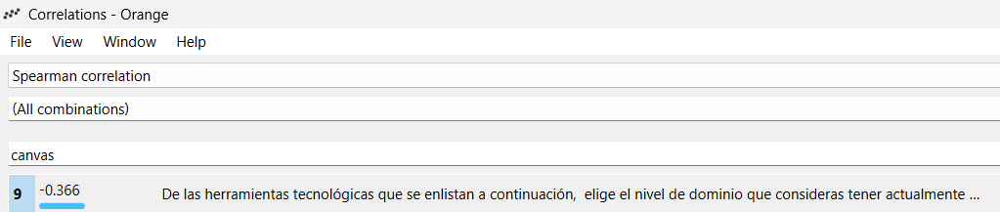 Correlations - Orange
File View Window Help
Spearman correlation
(All combinations)
canvas
9 -0.366 De las herramientas tecnológicas que se enlistan a continuación,  elige el nivel de dominio que consideras tener actualmente ...